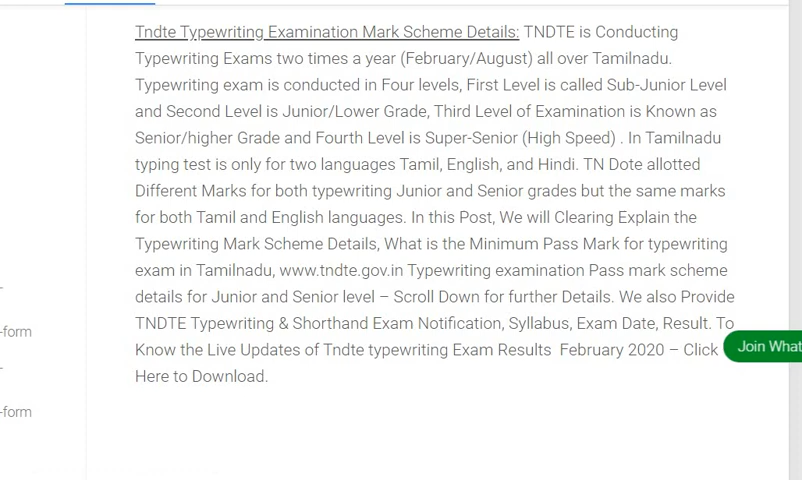 Tndte Typewriting Examination Mark Scheme Details: TNDTE is Conducting
Typewriting Exams two times a year (February/August) all over Tamilnadu.
Typewriting exam is conducted in Four levels, First Level is called Sub-Junior Level
and Second Level is Junior/Lower Grade, Third Level of Examination is Known as
Senior/higher Grade and Fourth Level is Super-Senior (High Speed) . In Tamilnadu
typing test is only for two languages Tamil, English, and Hindi. TN Dote allotted
Different Marks for both typewriting Junior and Senior grades but the same marks
for both Tamil and English languages. In this Post, We will Clearing Explain the
Typewriting Mark Scheme Details, What is the Minimum Pass Mark for typewriting
exam in Tamilnadu, www.tndte.gov.in Typewriting examination Pass mark scheme
details for Junior and Senior level – Scroll Down for further Details. We also Provide
-form TNDTE Typewriting & Shorthand Exam Notification, Syllabus, Exam Date, Result. To
Know the Live Updates of Tndte typewriting Exam Results February 2020 – Click
Join What
Here to Download.
-form